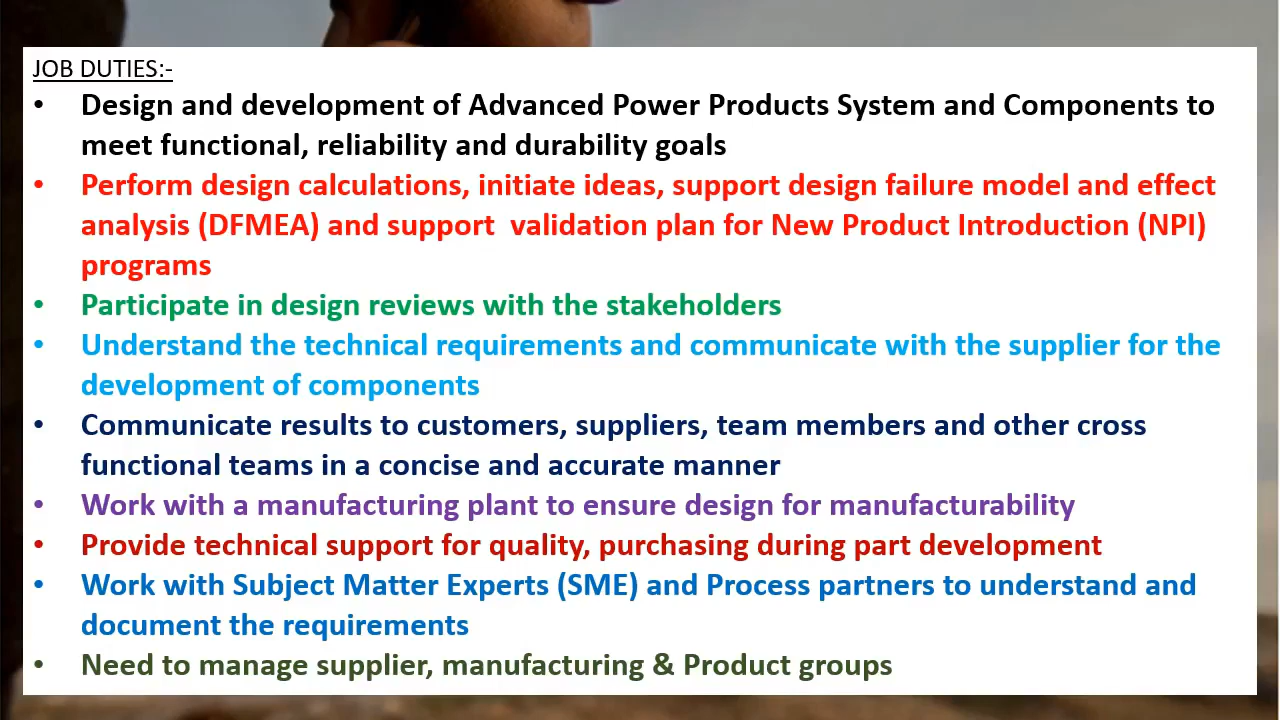 JOB DUTIES:-
• Design and development of Advanced Power Products System and Components to
meet functional, reliability and durability goals
• Perform design calculations, initiate ideas, support design failure model and effect
analysis (DFMEA) and support  validation plan for New Product Introduction (NPI)
programs
• Participate in design reviews with the stakeholders
• Understand the technical requirements and communicate with the supplier for the
development of components
• Communicate results to customers, suppliers, team members and other cross
functional teams in a concise and accurate manner
• Work with a manufacturing plant to ensure design for manufacturability
• Provide technical support for quality, purchasing during part development
• Work with Subject Matter Experts (SME) and Process partners to understand and
document the requirements
• Need to manage supplier, manufacturing & Product groups